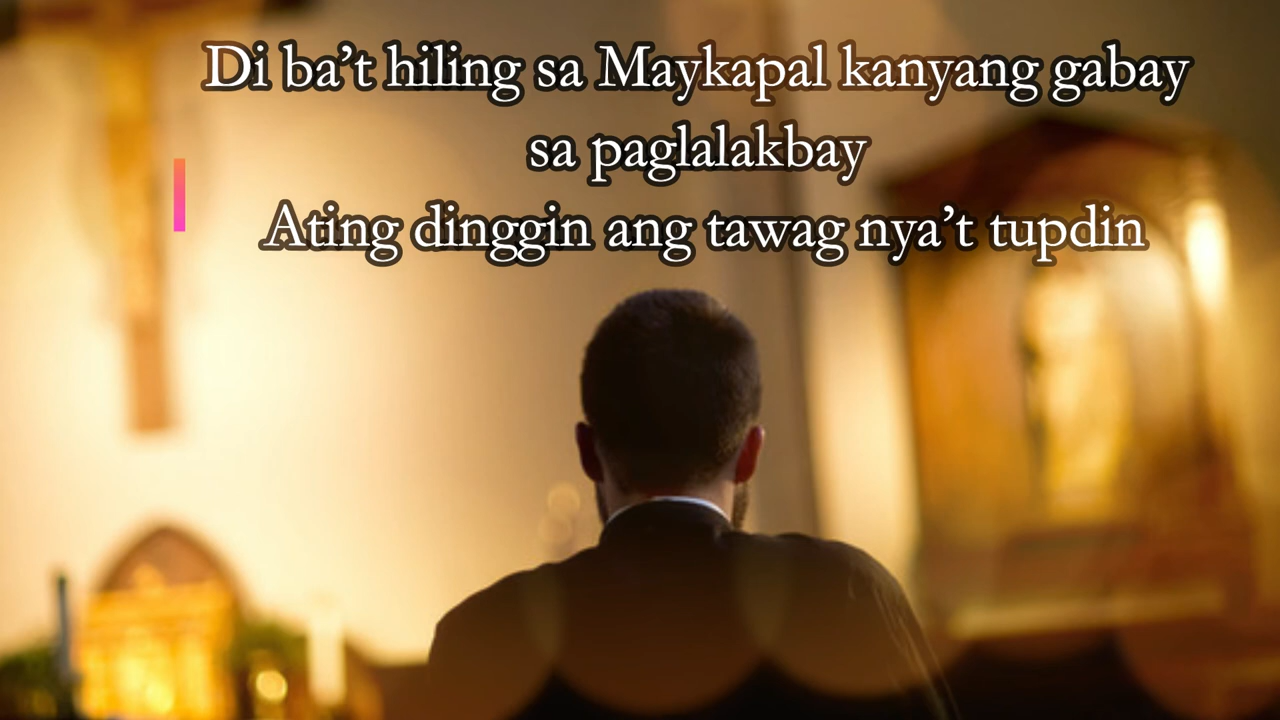 Di ba’t hiling sa Maykapal kanyang gabay
sa paglalakbay
Ating dinggin ang tawag nya’t tupdin